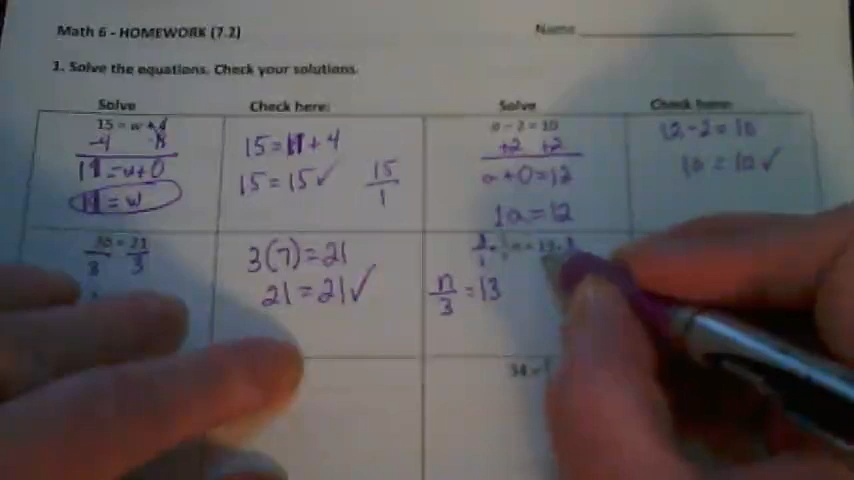 Math 6 - HOMEWORK (7.2)
Name
1. Solve the equations. Check your solutions.
Solve
Check here:
Solve
Check here:
15 = w + 4
-4
11 = w+0
11 = w
15 = 11 + 4
15 = 15 ✓
15
1
a - 2 = 10
+2 +2
a + 0 = 12
1a = 12
12 - 2 = 10
10 = 10 ✓
= 21
3 3
3(7) = 21
21 = 21 ✓
n/3 = 13
34 =